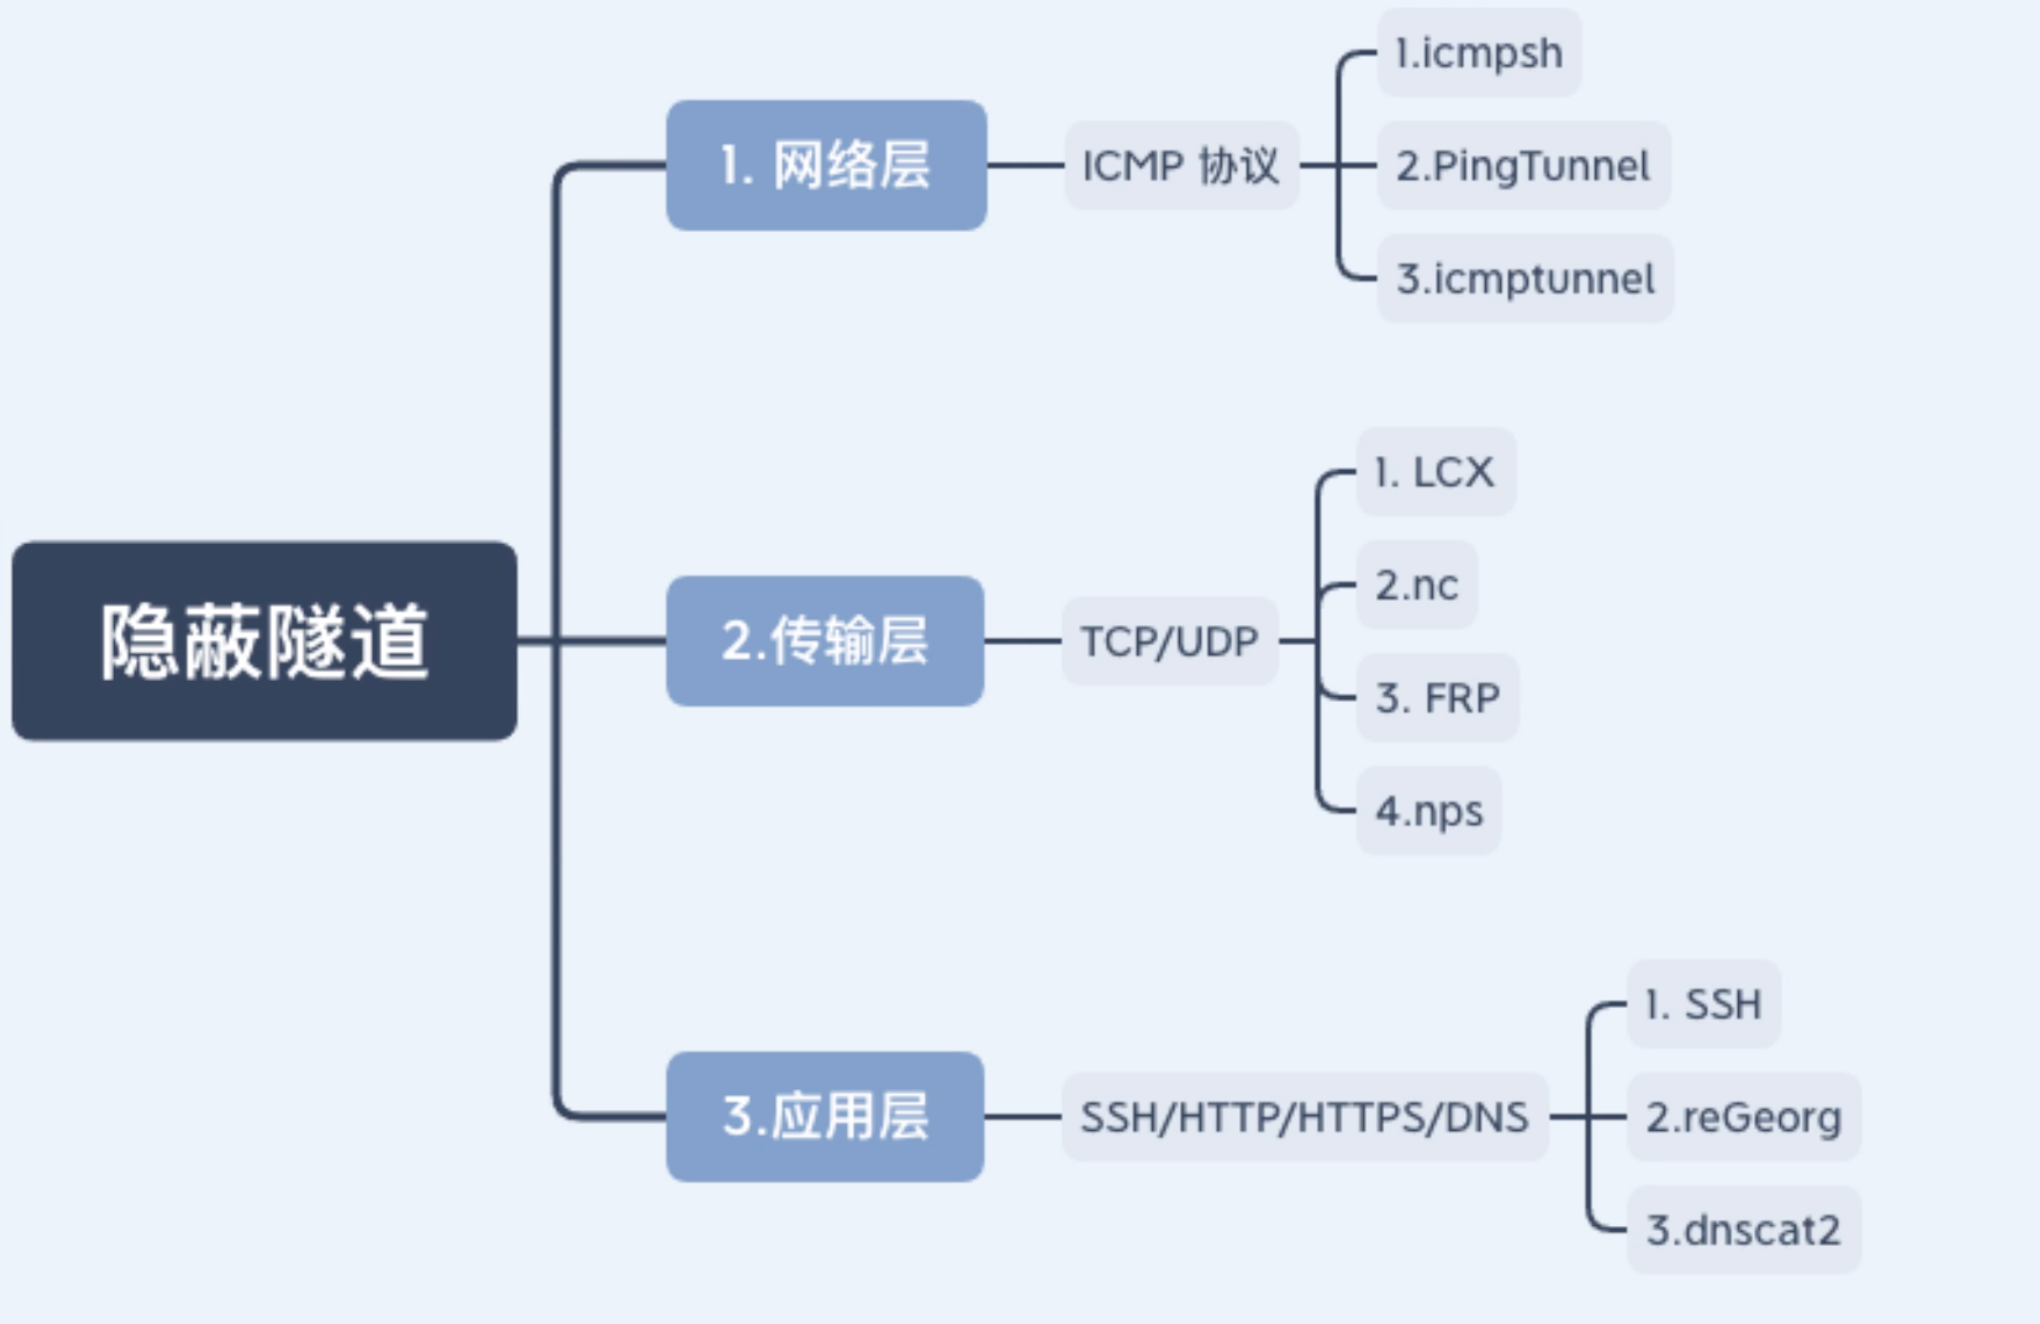 隐蔽隧道
1. 网络层
ICMP 协议
1.icmpsh
2.PingTunnel
3.icmptunnel
2.传输层
TCP/UDP
1. LCX
2.nc
3. FRP
4.nps
3.应用层
SSH/HTTP/HTTPS/DNS
1. SSH
2.reGeorg
3.dnscat2